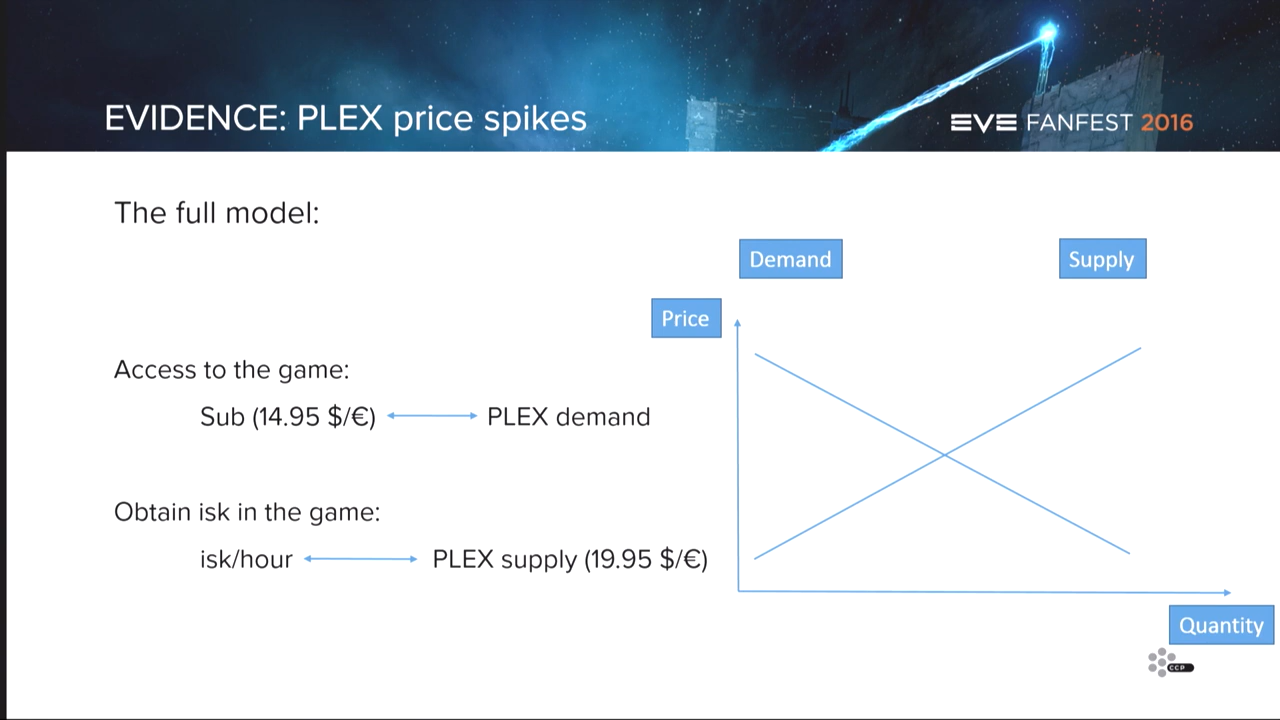 EVIDENCE: PLEX price spikes
EVE FANFEST 2016
The full model:
Demand
Supply
Price
Access to the game:
Sub (14.95 $/€)
PLEX demand
Obtain isk in the game:
isk/hour
PLEX supply (19.95 $/€)
Quantity
CCP